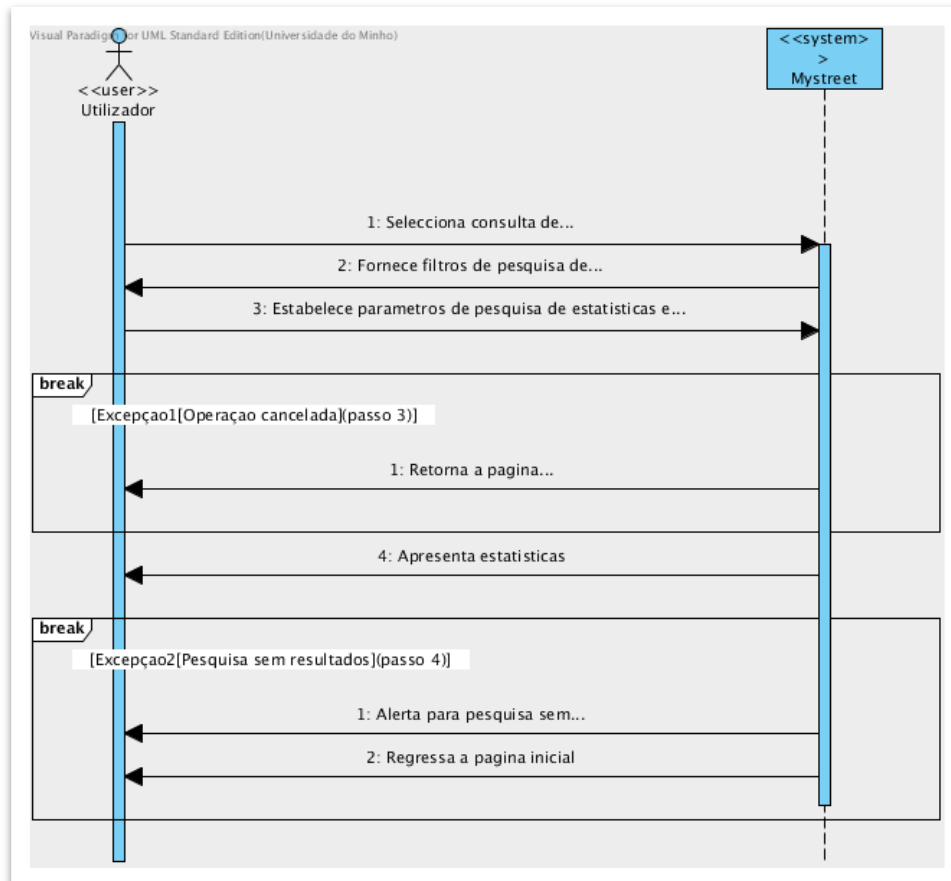 Visual Paradigm for UML Standard Edition(Universidade do Minho)
<<user>>
Utilizador
<<system>
>
Mystreet
1: Selecciona consulta de...
2: Fornece filtros de pesquisa de...
3: Estabelece parametros de pesquisa de estatisticas e...
break
[Excepçao1[Operaçao cancelada](passo 3)]
1: Retorna a pagina...
4: Apresenta estatisticas
break
[Excepçao2[Pesquisa sem resultados](passo 4)]
1: Alerta para pesquisa sem...
2: Regressa a pagina inicial